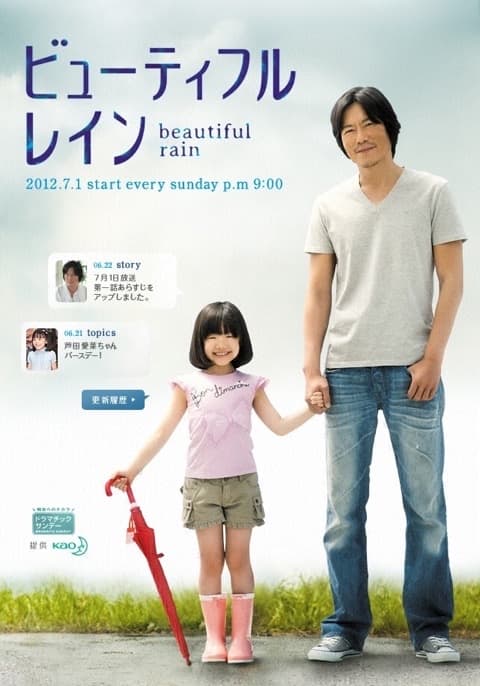 ビューティフル
レイン beautiful rain
2012.7.1 start every sunday p.m 9:00
06.22 story
7月1日放送
第一話あらすじを
アップしました。
06.21 topics
芦田愛菜ちゃん
バースデー!
更新履歴
bon dimanche
ドラマチック
サンデー
提供 Kao